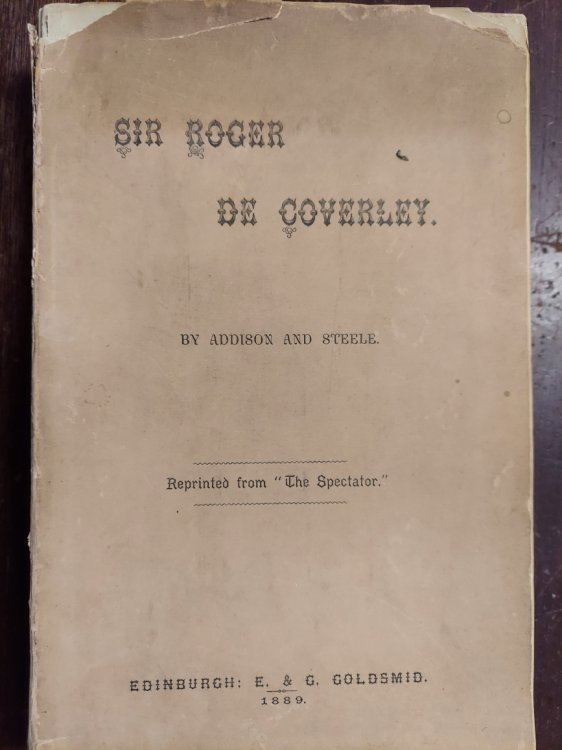 SIR ROGER
DE COVERLEY.
BY ADDISON AND STEELE.
Reprinted from "The Spectator."
EDINBURGH: E. & G. GOLDSMID.
1889.